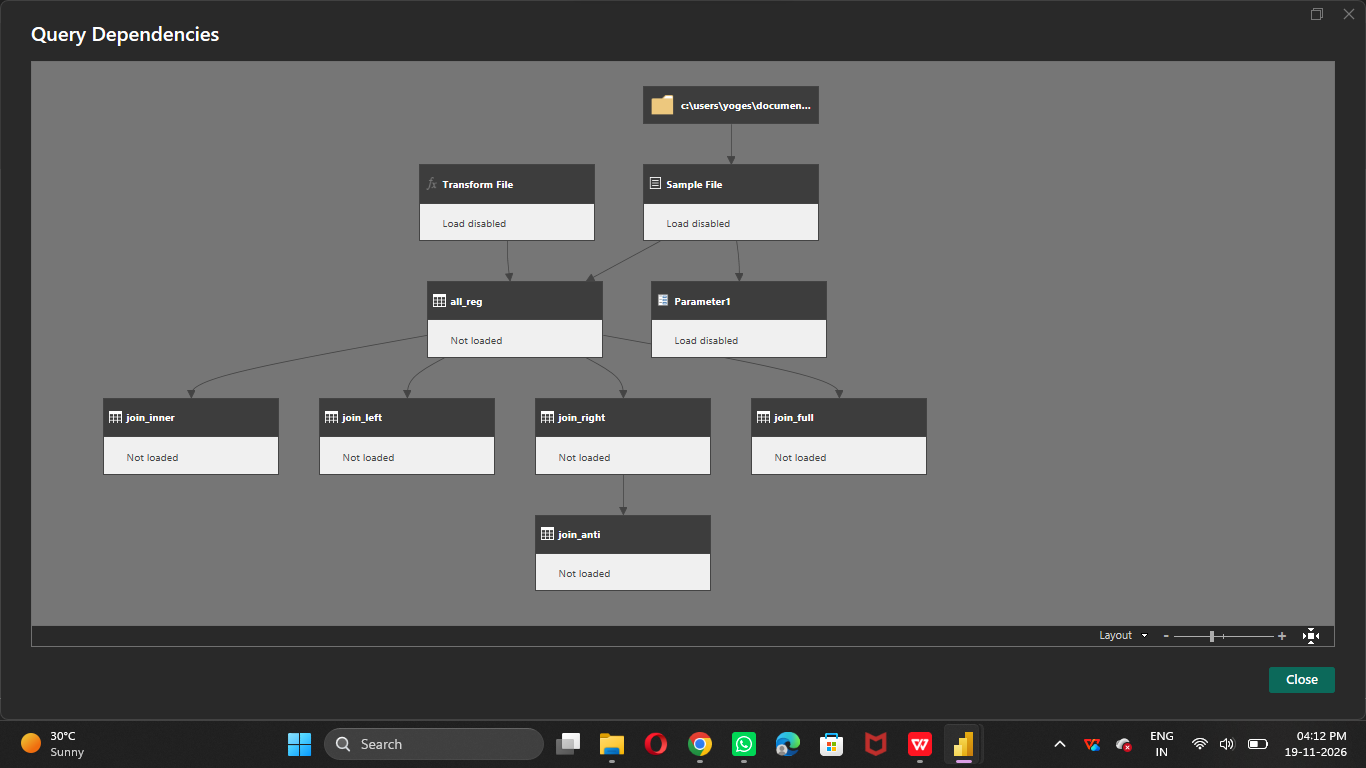 Query Dependencies
c:\users\yoges\documen...
fx Transform File
Load disabled
Sample File
Load disabled
all_reg
Not loaded
Parameter1
Load disabled
join_inner
Not loaded
join_left
Not loaded
join_right
Not loaded
join_full
Not loaded
join_anti
Not loaded
Layout
- +
Close
30°C
Sunny
Search
ENG
IN
04:12 PM
19-11-2026